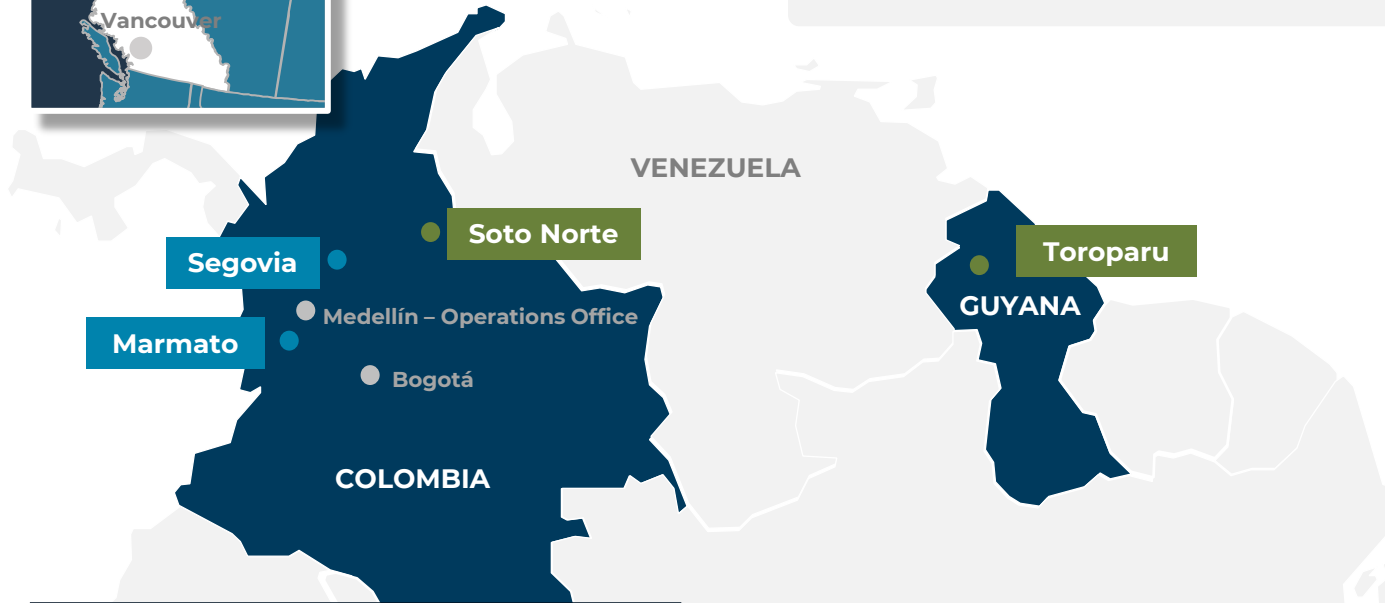 Vancouver
VENEZUELA
Soto Norte
Toroparu
Segovia
GUYANA
Medellín – Operations Office
Marmato
Bogotá
COLOMBIA